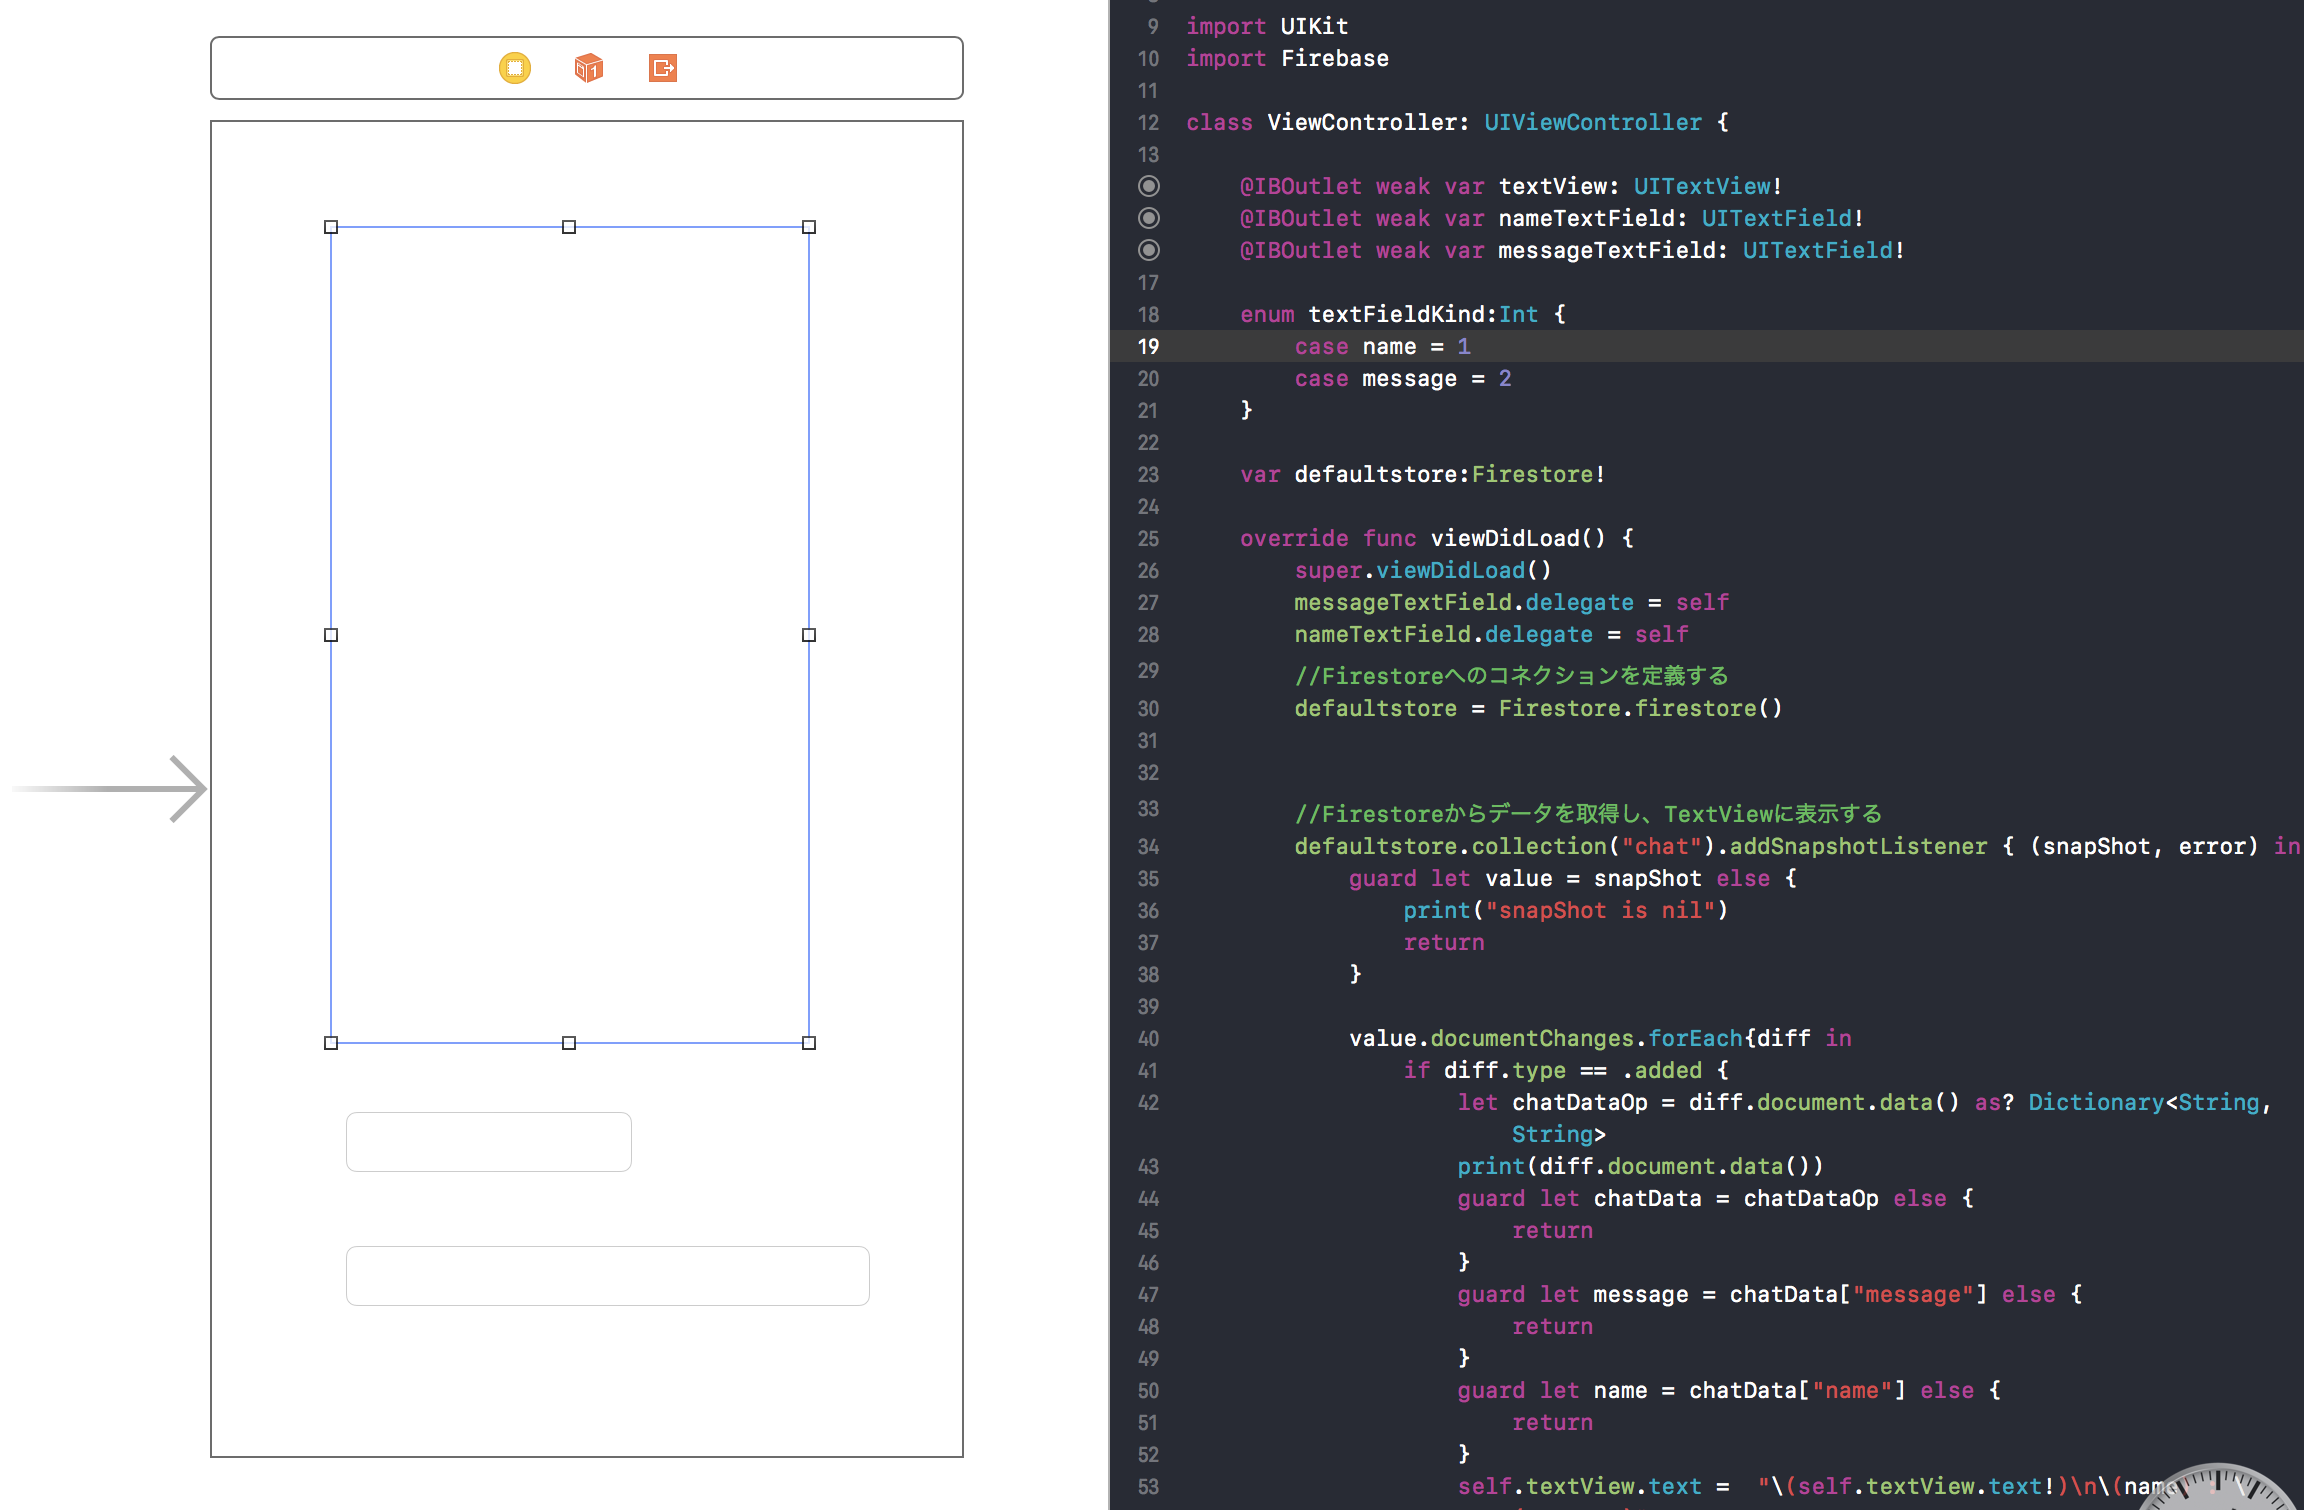 9 import UIKit
10 import Firebase
11
12 class ViewController: UIViewController {
13
@IBOutlet weak var textView: UITextView!
@IBOutlet weak var nameTextField: UITextField!
@IBOutlet weak var messageTextField: UITextField!
17
18 enum textFieldKind:Int {
19 case name = 1
20 case message = 2
21 }
22
23 var defaultstore:Firestore!
24
25 override func viewDidLoad() {
26 super.viewDidLoad()
27 messageTextField.delegate = self
28 nameTextField.delegate = self
29 //Firestoreへのコネクションを定義する
30 defaultstore = Firestore.firestore()
31
32
33 //Firestoreからデータを取得し、TextViewに表示する
34 defaultstore.collection("chat").addSnapshotListener { (snapShot, error) in
35 guard let value = snapShot else {
36 print("snapShot is nil")
37 return
38 }
39
40 value.documentChanges.forEach{diff in
41 if diff.type == .added {
42 let chatDataOp = diff.document.data() as? Dictionary<String,
String>
43 print(diff.document.data())
44 guard let chatData = chatDataOp else {
45 return
46 }
47 guard let message = chatData["message"] else {
48 return
49 }
50 guard let name = chatData["name"] else {
51 return
52 }
53 self.textView.text = "\(self.textView.text!)\n\(name